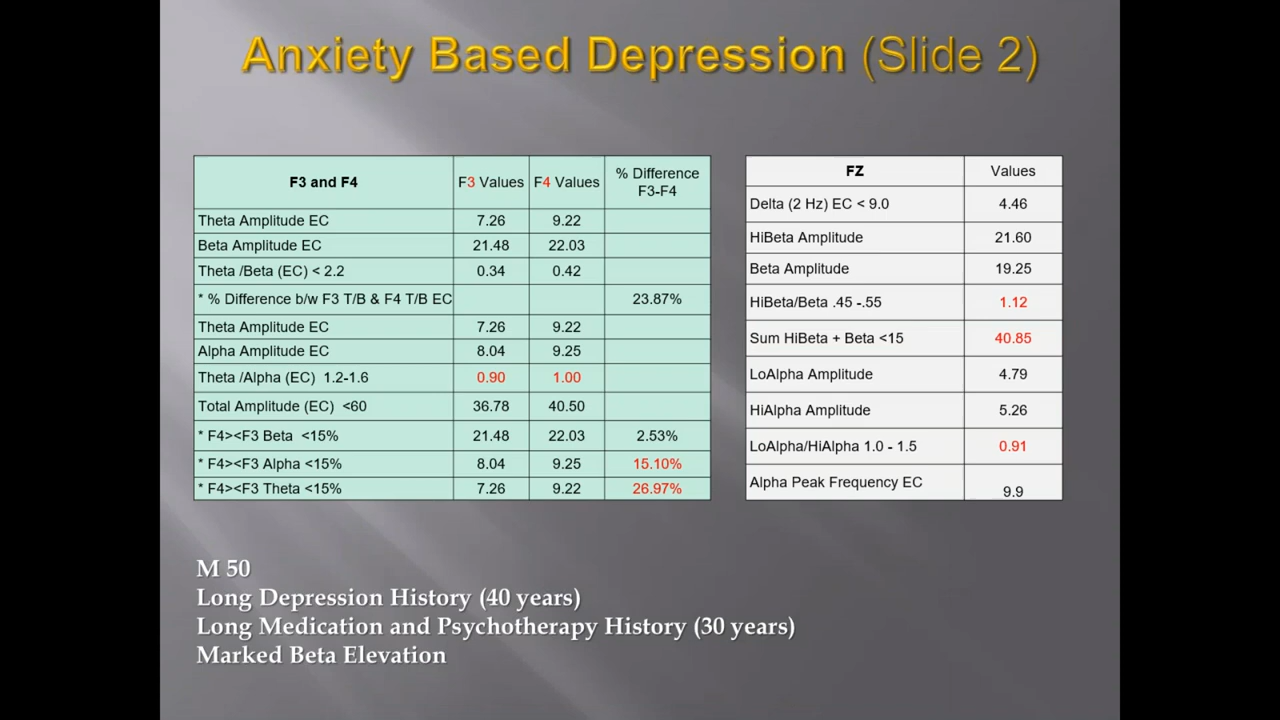 Anxiety Based Depression (Slide 2)
F3 and F4 F3 Values F4 Values % Difference F3-F4
Theta Amplitude EC 7.26 9.22
Beta Amplitude EC 21.48 22.03
Theta /Beta (EC) < 2.2 0.34 0.42
* % Difference b/w F3 T/B & F4 T/B EC 23.87%
Theta Amplitude EC 7.26 9.22
Alpha Amplitude EC 8.04 9.25
Theta /Alpha (EC) 1.2-1.6 0.90 1.00
Total Amplitude (EC) <60 36.78 40.50
* F4><F3 Beta <15% 21.48 22.03 2.53%
* F4><F3 Alpha <15% 8.04 9.25 15.10%
* F4><F3 Theta <15% 7.26 9.22 26.97%
FZ Values
Delta (2 Hz) EC < 9.0 4.46
HiBeta Amplitude 21.60
Beta Amplitude 19.25
HiBeta/Beta .45 -.55 1.12
Sum HiBeta + Beta <15 40.85
LoAlpha Amplitude 4.79
HiAlpha Amplitude 5.26
LoAlpha/HiAlpha 1.0 - 1.5 0.91
Alpha Peak Frequency EC 9.9
M 50
Long Depression History (40 years)
Long Medication and Psychotherapy History (30 years)
Marked Beta Elevation